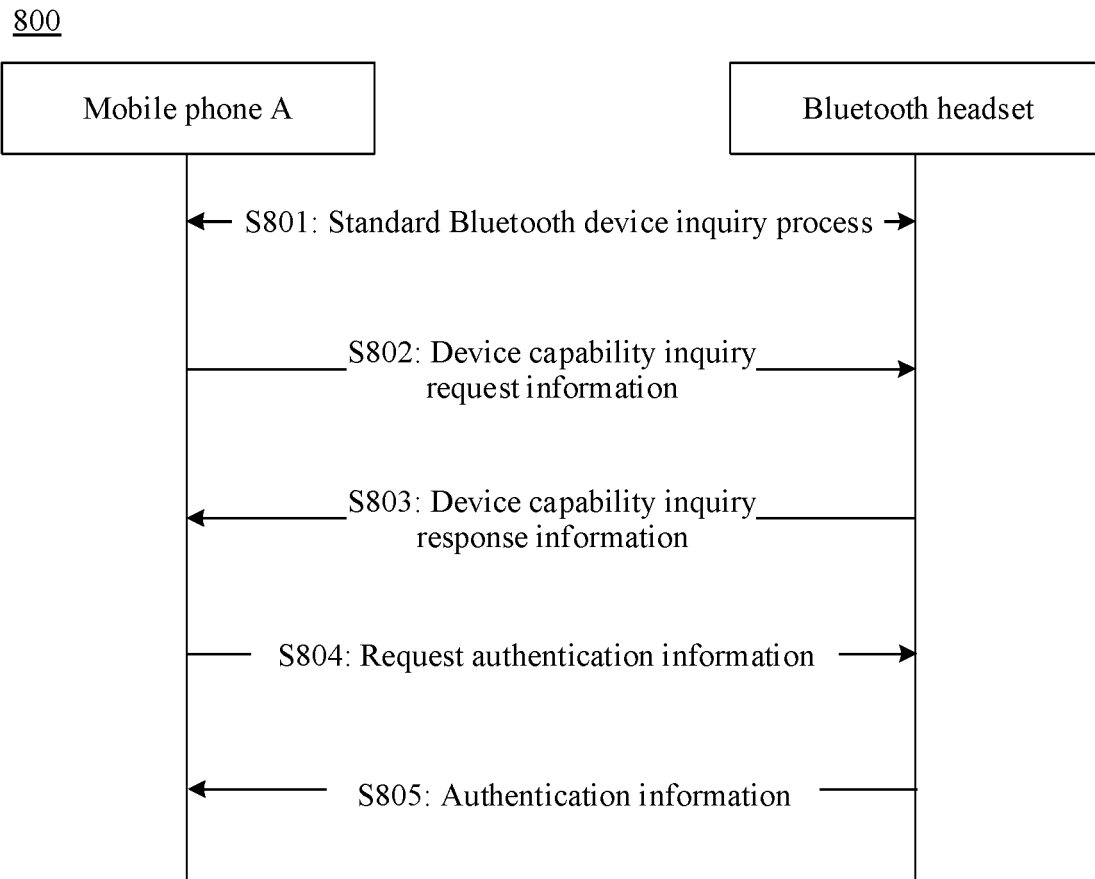 800
Mobile phone A
Bluetooth headset
S801: Standard Bluetooth device inquiry process
S802: Device capability inquiry
request information
S803: Device capability inquiry
response information
S804: Request authentication information
S805: Authentication information